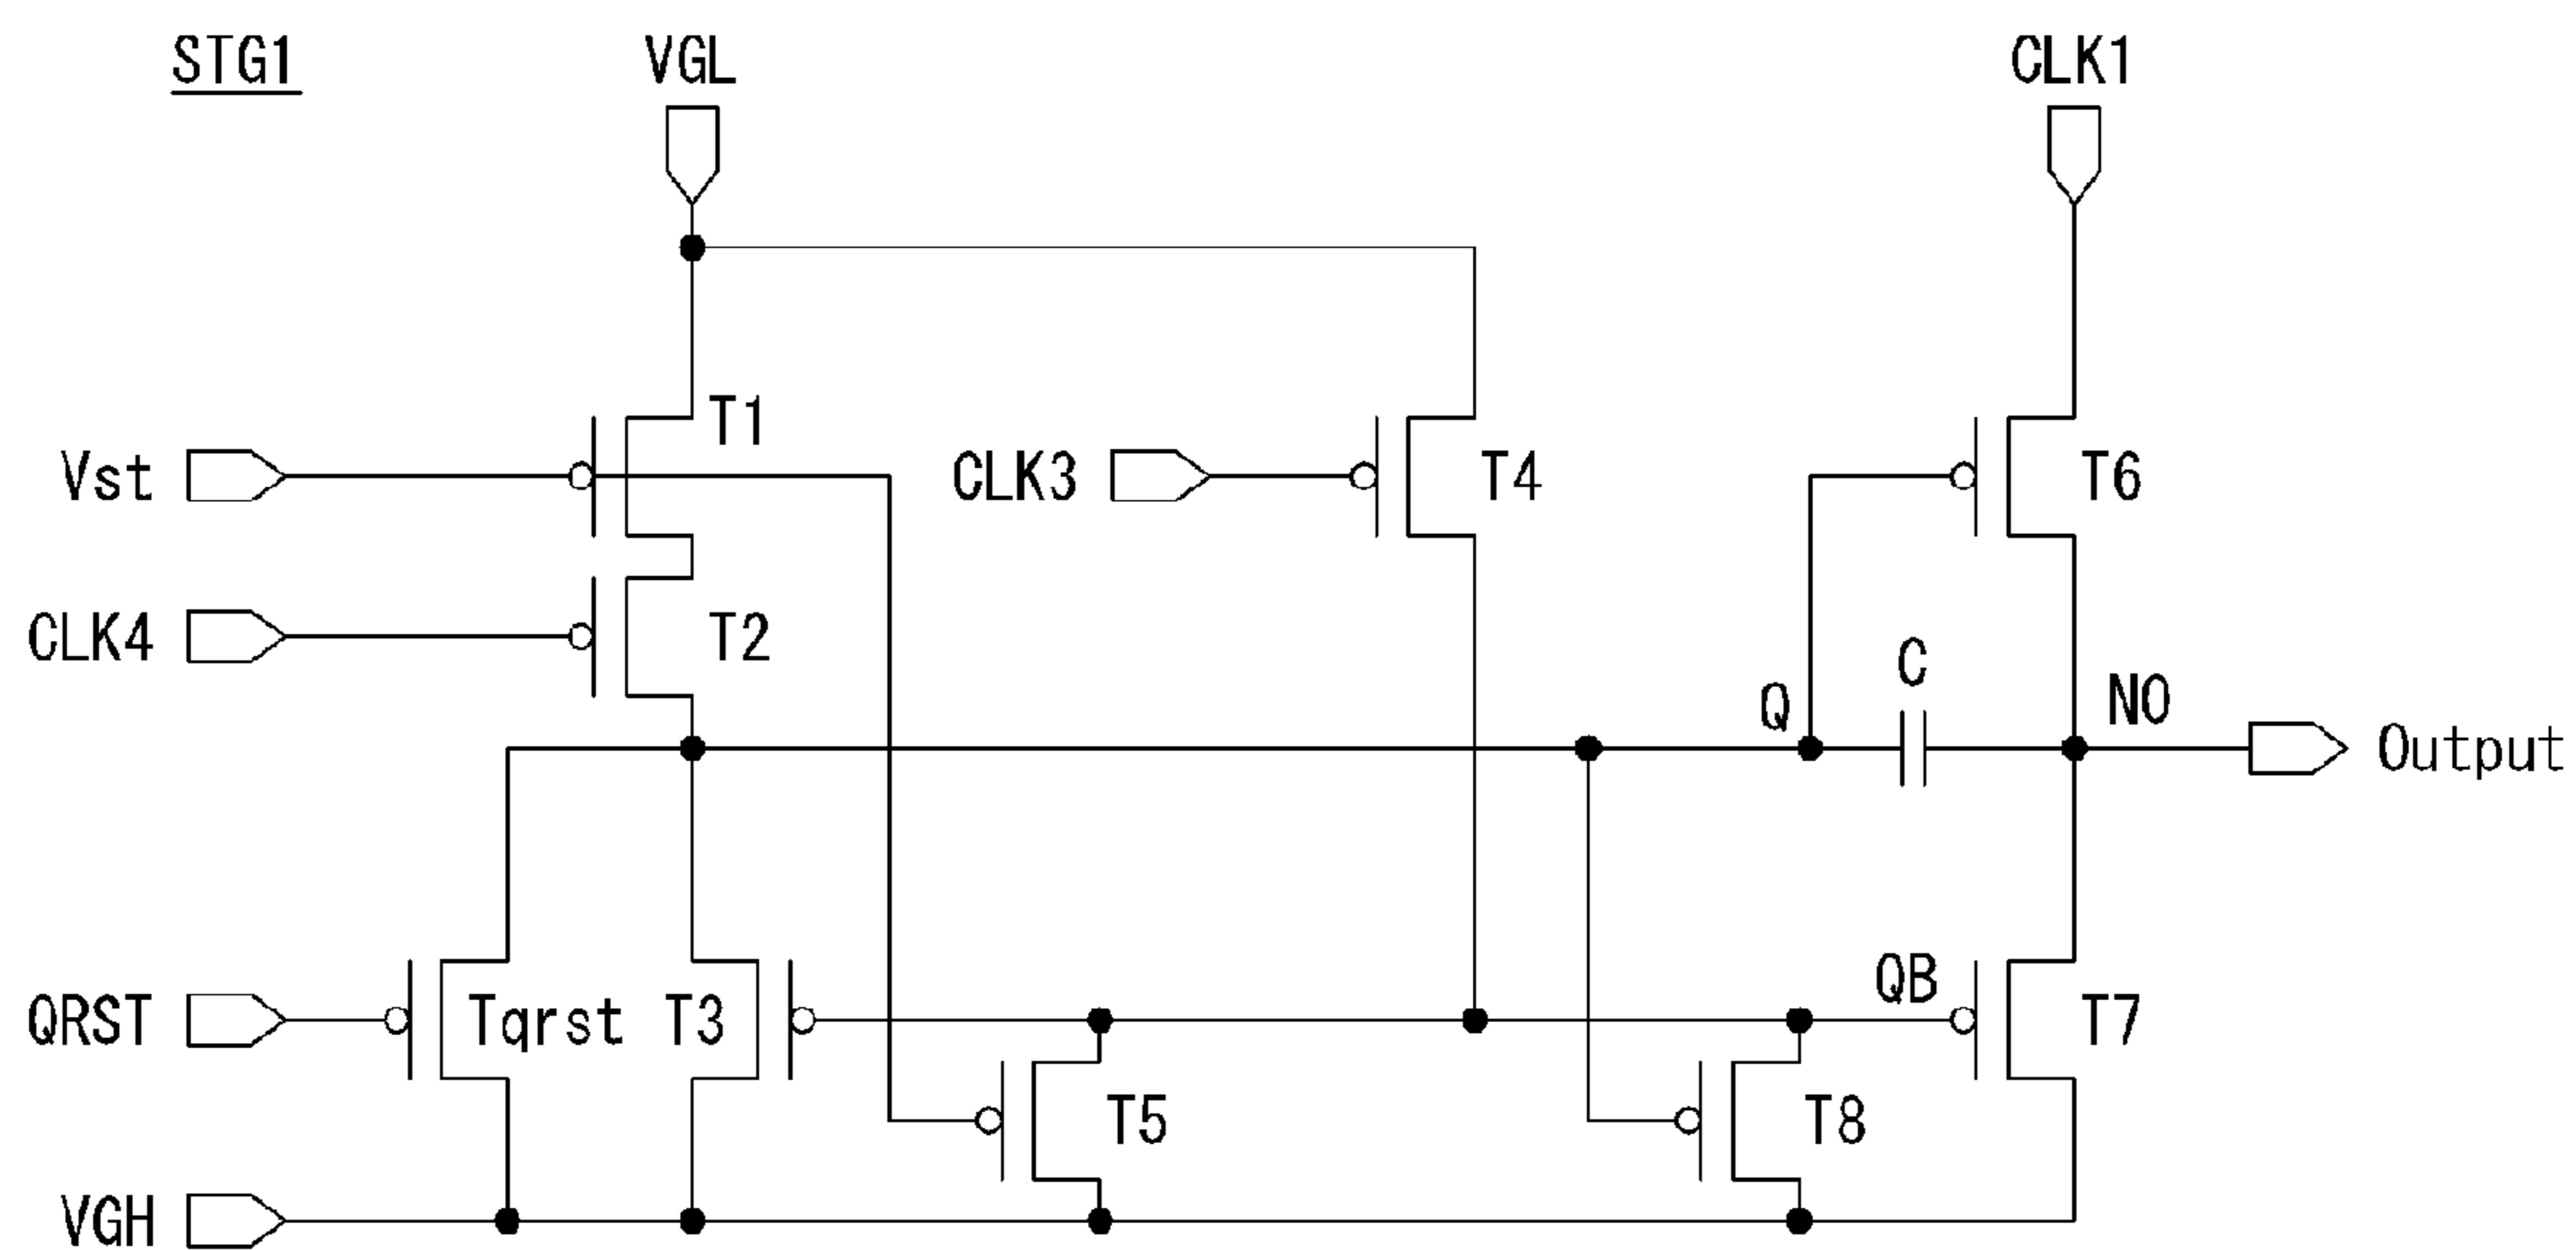 STG1
VGL
CLK1
T1
Vst
CLK3
T4
T6
CLK4
T2
C
Q
NO
Output
QB
QRST
Tqrst
T3
T7
T5
T8
VGH